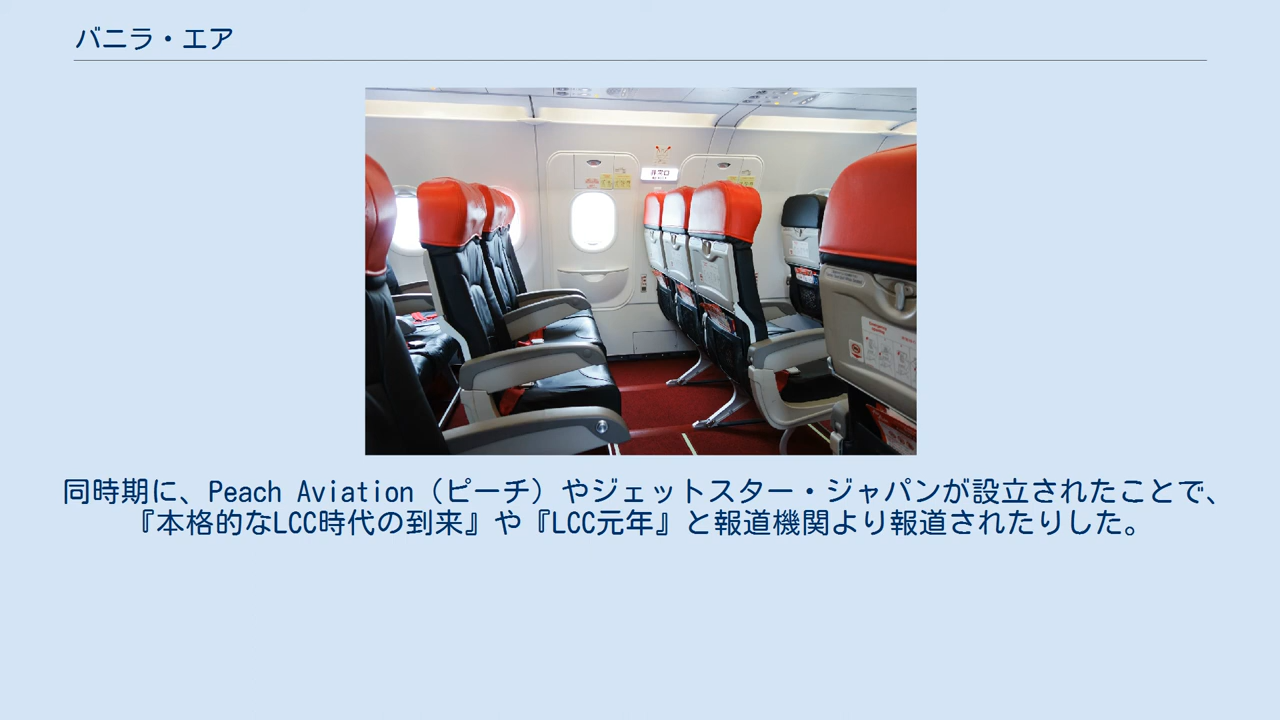 バニラ・エア
非常口
同時期に、Peach Aviation（ピーチ）やジェットスター・ジャパンが設立されたことで、
『本格的なLCC時代の到来』や『LCC元年』と報道機関より報道されたりした。